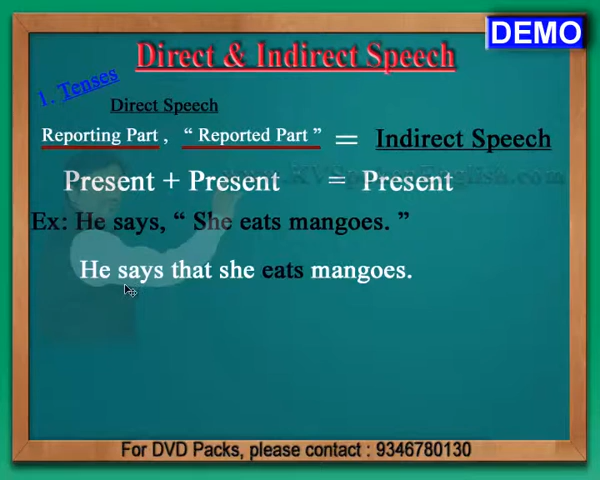 DEMO
Direct & Indirect Speech
1. Tenses
Direct Speech
Reporting Part , “ Reported Part ” = Indirect Speech
Present + Present = Present
Ex: He says, “ She eats mangoes. ”
He says that she eats mangoes.
For DVD Packs, please contact : 9346780130